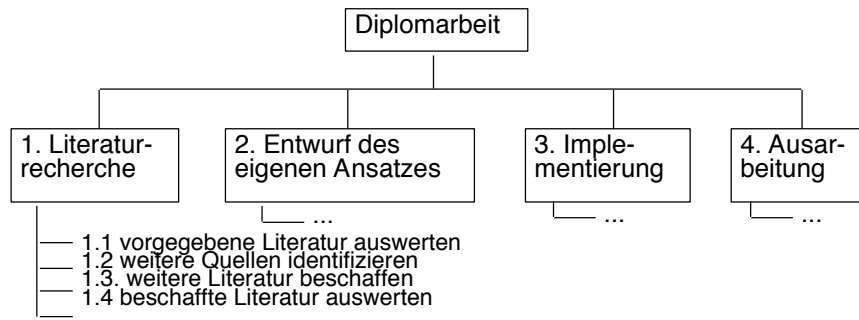 Diplomarbeit
1. Literatur-
recherche
2. Entwurf des
eigenen Ansatzes
3. Imple-
mentierung
4. Ausar-
beitung
...
...
...
1.1 vorgegebene Literatur auswerten
1.2 weitere Quellen identifizieren
1.3. weitere Literatur beschaffen
1.4 beschaffte Literatur auswerten